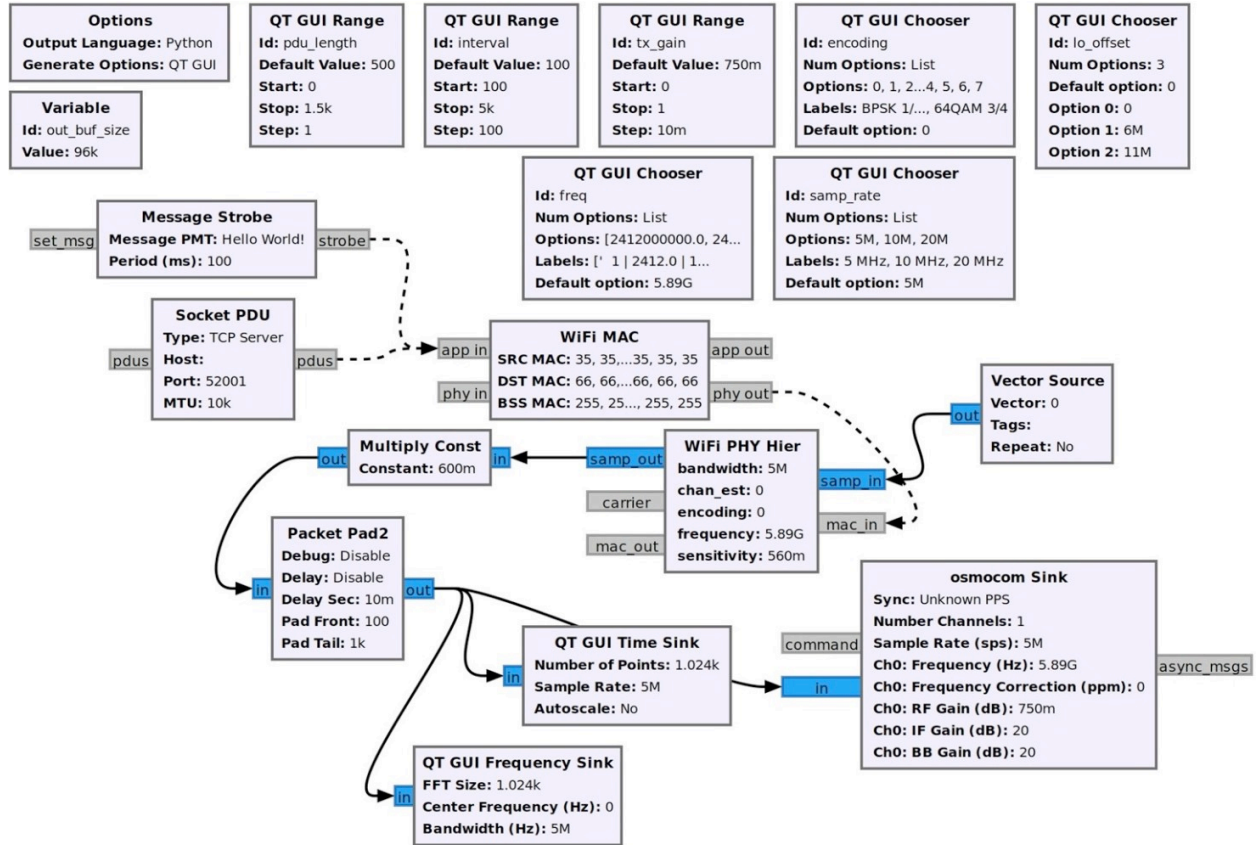 Options
Output Language: Python
Generate Options: QT GUI
Variable
Id: out_buf_size
Value: 96k
QT GUI Range
Id: pdu_length
Default Value: 500
Start: 0
Stop: 1.5k
Step: 1
QT GUI Range
Id: interval
Default Value: 100
Start: 100
Stop: 5k
Step: 100
QT GUI Range
Id: tx_gain
Default Value: 750m
Start: 0
Stop: 1
Step: 10m
QT GUI Chooser
Id: encoding
Num Options: List
Options: 0, 1, 2...4, 5, 6, 7
Labels: BPSK 1/..., 64QAM 3/4
Default option: 0
QT GUI Chooser
Id: lo_offset
Num Options: 3
Default option: 0
Option 0: 0
Option 1: 6M
Option 2: 11M
QT GUI Chooser
Id: freq
Num Options: List
Options: [2412000000.0, 24...
Labels: [' 1 | 2412.0 | 1...
Default option: 5.89G
QT GUI Chooser
Id: samp_rate
Num Options: List
Options: 5M, 10M, 20M
Labels: 5 MHz, 10 MHz, 20 MHz
Default option: 5M
set_msg
Message Strobe
Message PMT: Hello World!
Period (ms): 100
strobe
pdus
Socket PDU
Type: TCP Server
Host:
Port: 52001
MTU: 10k
pdus
app in
phy in
WiFi MAC
SRC MAC: 35, 35,...35, 35, 35
DST MAC: 66, 66,...66, 66, 66
BSS MAC: 255, 25..., 255, 255
app out
phy out
out
Vector Source
Vector: 0
Tags:
Repeat: No
out
Multiply Const
Constant: 600m
in
samp_out
carrier
mac_out
WiFi PHY Hier
bandwidth: 5M
chan_est: 0
encoding: 0
frequency: 5.89G
sensitivity: 560m
samp_in
mac_in
in
Packet Pad2
Debug: Disable
Delay: Disable
Delay Sec: 10m
Pad Front: 100
Pad Tail: 1k
out
in
QT GUI Time Sink
Number of Points: 1.024k
Sample Rate: 5M
Autoscale: No
command
in
osmocom Sink
Sync: Unknown PPS
Number Channels: 1
Sample Rate (sps): 5M
Ch0: Frequency (Hz): 5.89G
Ch0: Frequency Correction (ppm): 0
Ch0: RF Gain (dB): 750m
Ch0: IF Gain (dB): 20
Ch0: BB Gain (dB): 20
async_msgs
in
QT GUI Frequency Sink
FFT Size: 1.024k
Center Frequency (Hz): 0
Bandwidth (Hz): 5M